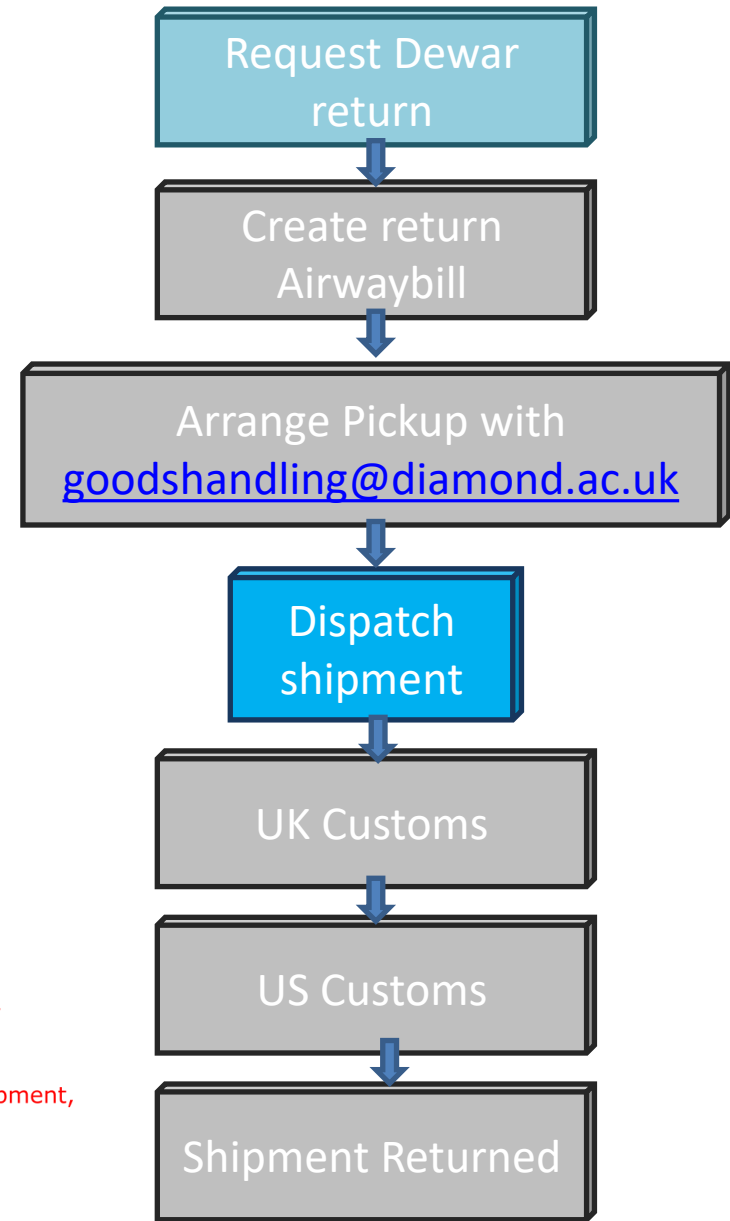 Request Dewar
return
Create return
Airwaybill
Arrange Pickup with
goodshandling@diamond.ac.uk
Dispatch
shipment
UK Customs
US Customs
Shipment Returned